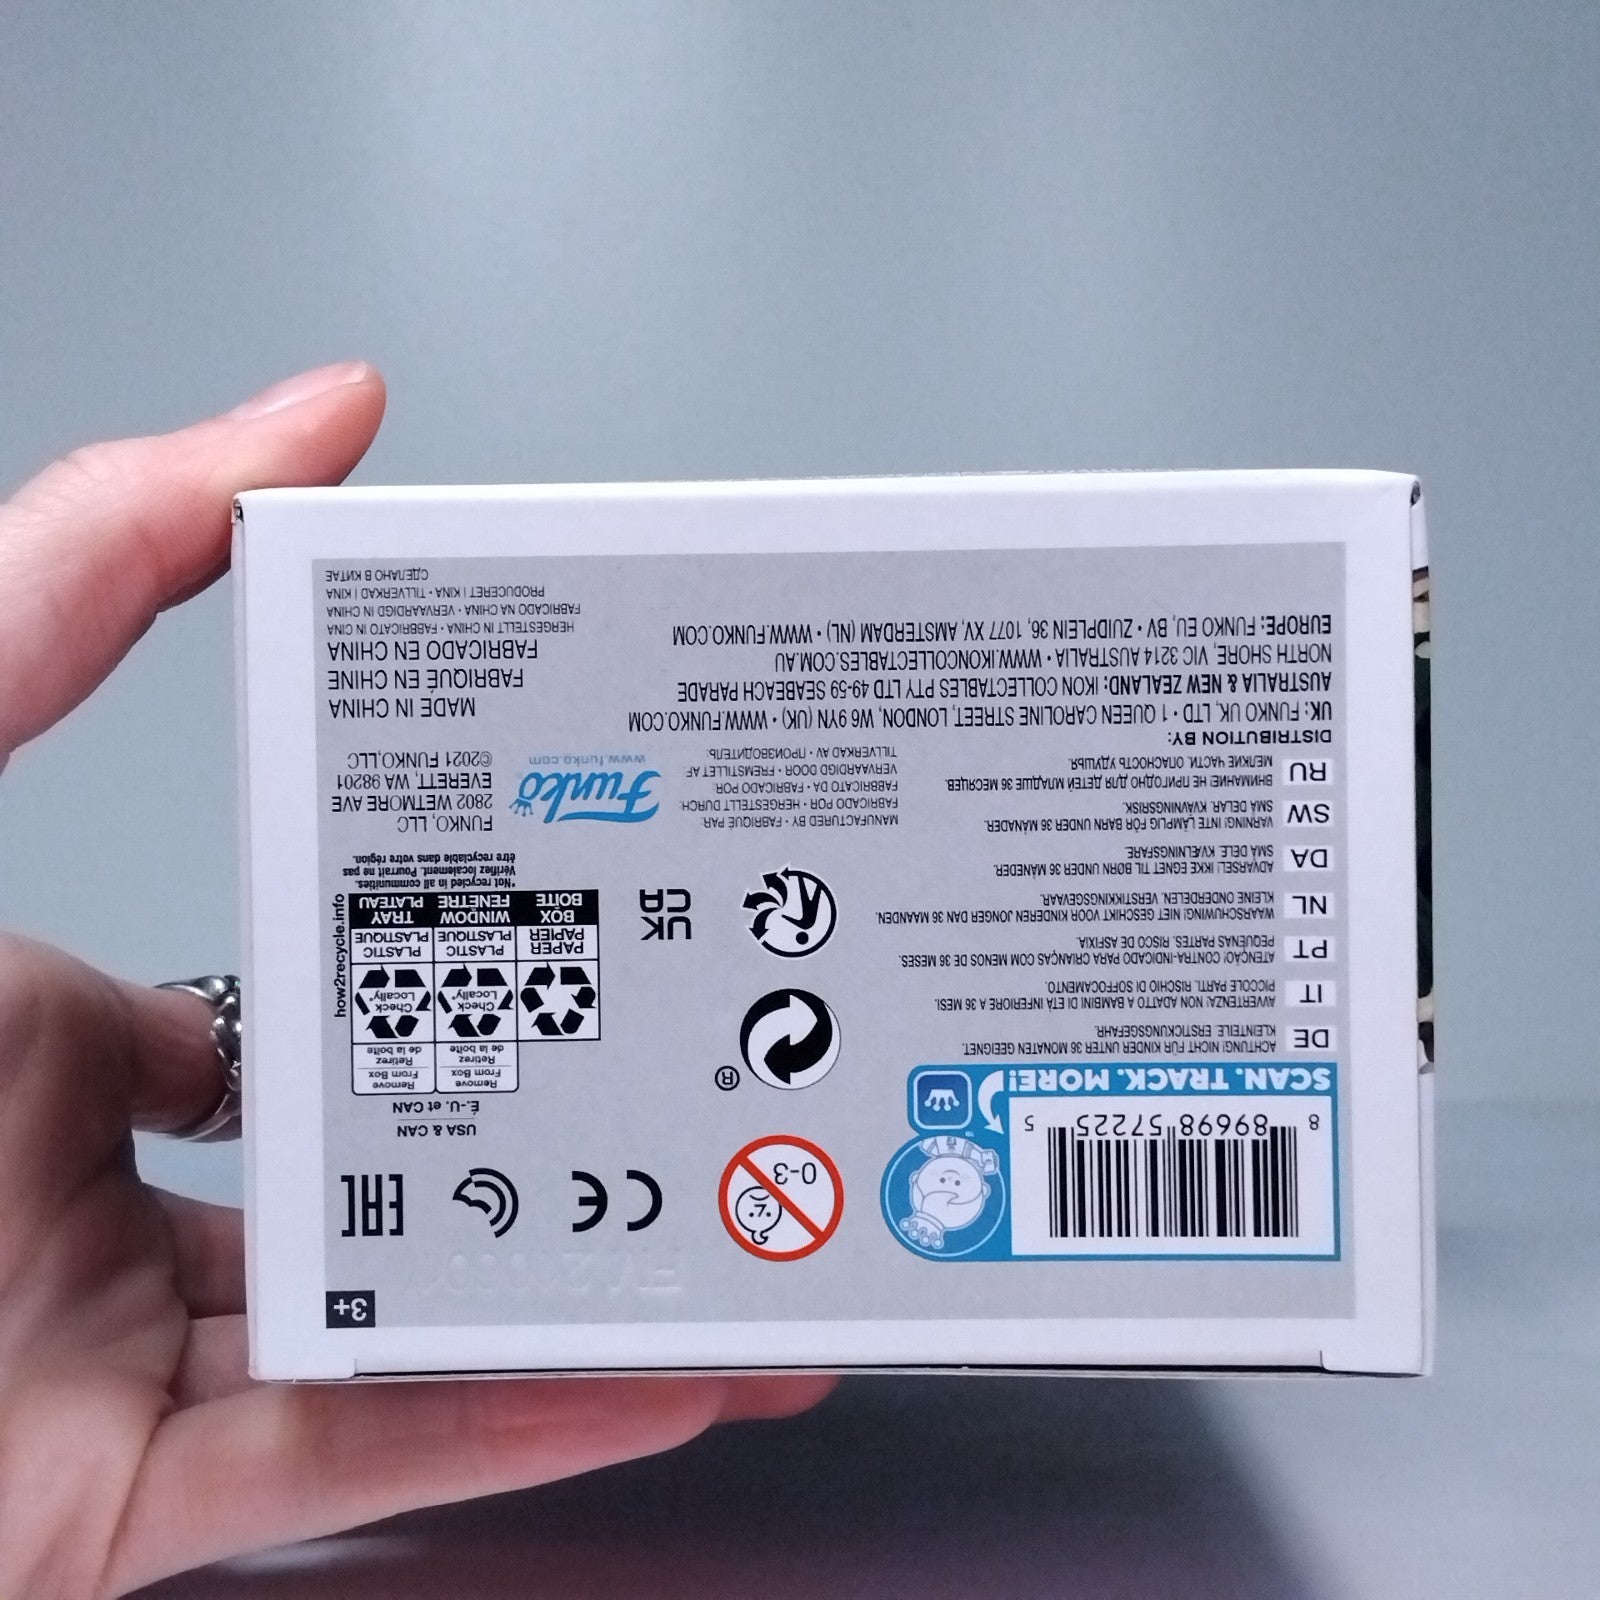 3+
8 89698 57225 5
SCAN. TRACK. MORE!
™
0-3
CE
EAC
USA & CAN
É.-U. et CAN
Remove
From Box
Retirez
de la boîte
Remove
From Box
Retirez
de la boîte
Check
Locally*
Check
Locally*
PAPER
PAPIER
BOX
BOÎTE
PLASTIC
PLASTIQUE
WINDOW
FENÊTRE
PLASTIC
PLASTIQUE
TRAY
PLATEAU
how2recycle.info
*Not recycled in all communities.
Vérifiez localement. Pourrait ne pas
être recyclable dans votre région.
®
UK
CA
DE
ACHTUNG! NICHT FÜR KINDER UNTER 36 MONATEN GEEIGNET.
KLEINTEILE. ERSTICKUNGSGEFAHR.
IT
AVVERTENZA: NON ADATTO A BAMBINI DI ETÀ INFERIORE A 36 MESI.
PICCOLE PARTI. RISCHIO DI SOFFOCAMENTO.
PT
ATENÇÃO! CONTRA-INDICADO PARA CRIANÇAS COM MENOS DE 36 MESES.
PEQUENAS PARTES. RISCO DE ASFIXIA.
NL
WAARSCHUWING! NIET GESCHIKT VOOR KINDEREN JONGER DAN 36 MAANDEN.
KLEINE ONDERDELEN. VERSTIKKINGSGEVAAR.
DA
ADVARSEL! IKKE EGNET TIL BØRN UNDER 36 MÅNEDER.
SMÅ DELE. KVÆLNINGSFARE.
SW
VARNING! INTE LÄMPLIG FÖR BARN UNDER 36 MÅNADER.
SMÅ DELAR. KVÄVNINGSRISK.
RU
ВНИМАНИЕ! НЕ ПРИГОДНО ДЛЯ ДЕТЕЙ МЛАДШЕ 36 МЕСЯЦЕВ.
МЕЛКИЕ ЧАСТИ. ОПАСНОСТЬ УДУШЬЯ.
MANUFACTURED BY • FABRIQUÉ PAR:
FABRICADO POR • HERGESTELLT DURCH:
FABBRICATO DA • FABRICADO POR:
VERVAARDIGD DOOR • FREMSTILLET AF
TILLVERKAD AV • ПРОИЗВОДИТЕЛЬ:
Funko
www.funko.com
FUNKO, LLC
2802 WETMORE AVE
EVERETT, WA 98201
©2021 FUNKO,LLC
DISTRIBUTION BY:
UK: FUNKO UK, LTD • 1 QUEEN CAROLINE STREET, LONDON, W6 9YN (UK) • WWW.FUNKO.COM
AUSTRALIA & NEW ZEALAND: IKON COLLECTABLES PTY LTD 49-59 SEABEACH PARADE
NORTH SHORE, VIC 3214 AUSTRALIA • WWW.IKONCOLLECTABLES.COM.AU
EUROPE: FUNKO EU, BV • ZUIDPLEIN 36, 1077 XV, AMSTERDAM (NL) • WWW.FUNKO.COM
MADE IN CHINA
FABRIQUÉ EN CHINE
FABRICADO EN CHINA
HERGESTELLT IN CHINA • FABBRICATO IN CINA
FABRICADO NA CHINA • VERVAARDIGD IN CHINA
PRODUCERET I KINA • TILLVERKAD I KINA
СДЕЛАНО В КИТАЕ